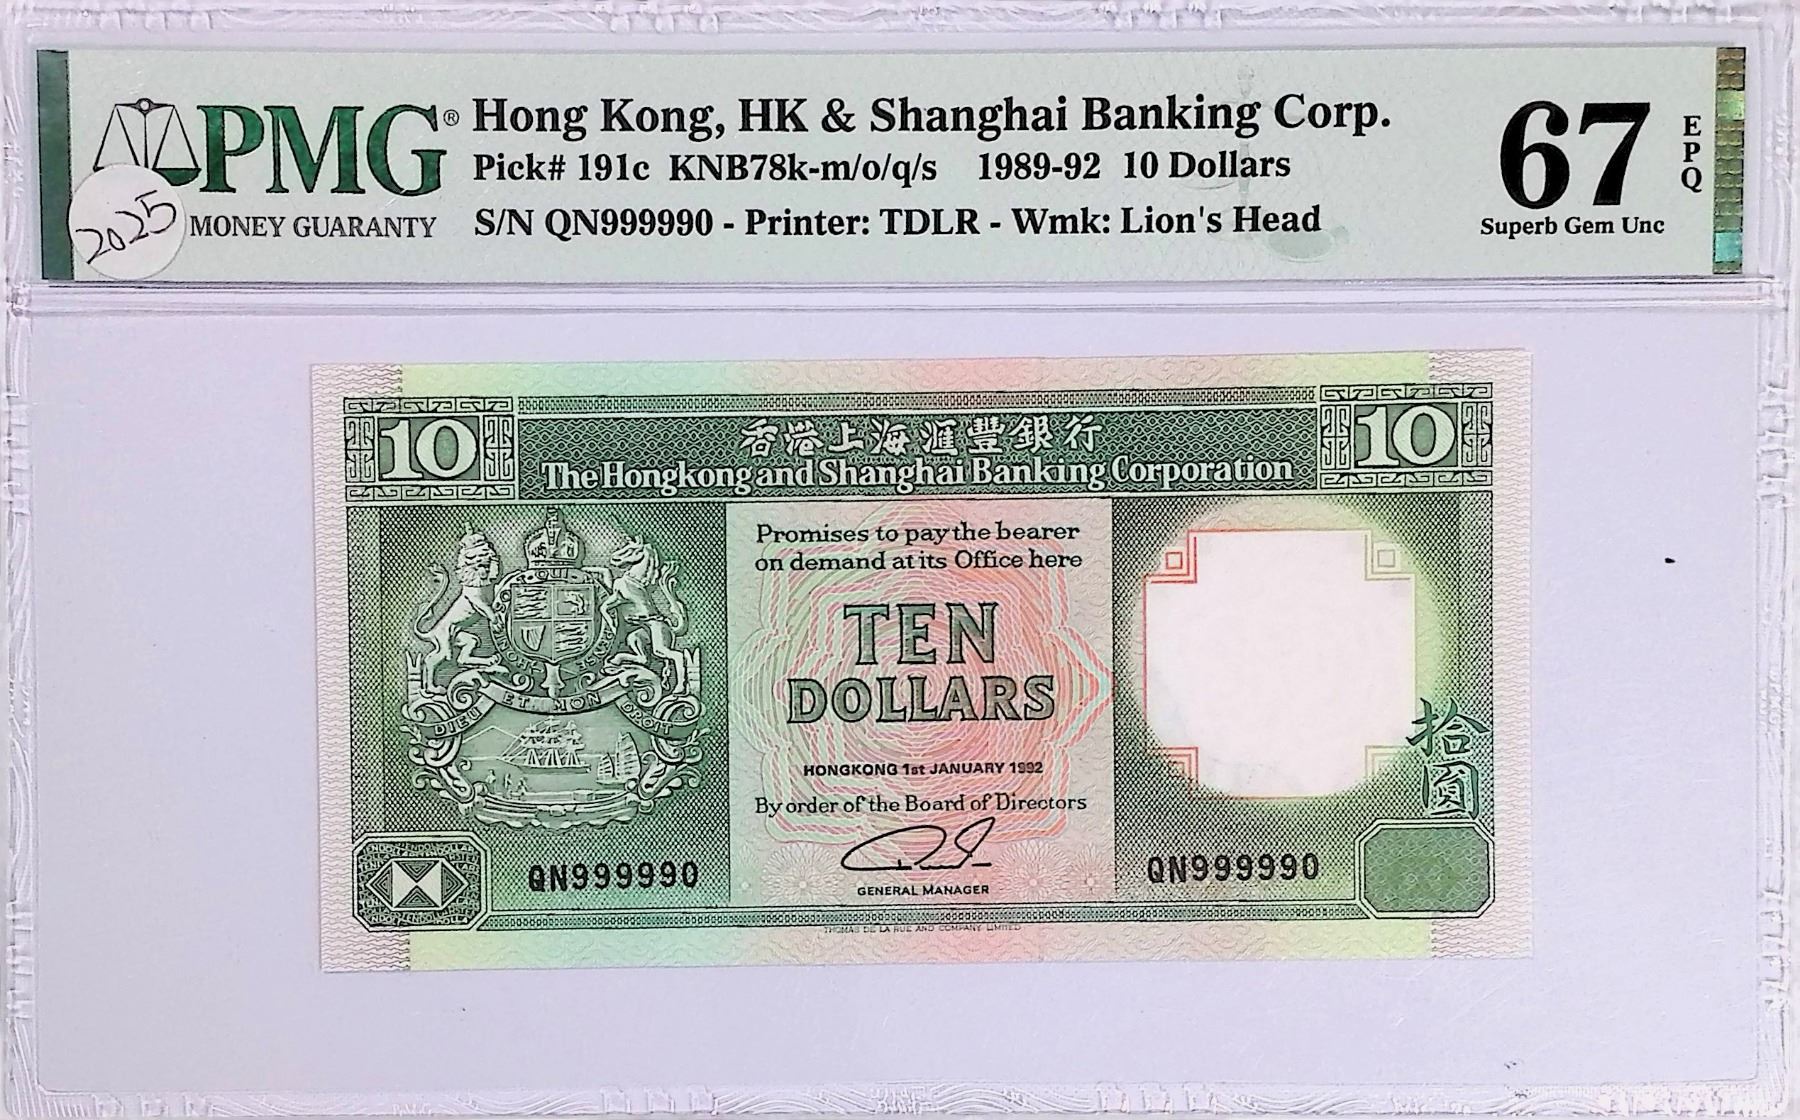 PMG®
MONEY GUARANTY
2025
Hong Kong, HK & Shanghai Banking Corp.
Pick# 191c KNB78k-m/o/q/s 1989-92 10 Dollars
S/N QN999990 - Printer: TDLR - Wmk: Lion's Head
67
EPQ
Superb Gem Unc
10
香港上海滙豐銀行
10
The Hongkong and Shanghai Banking Corporation
Promises to pay the bearer
on demand at its Office here
TEN
DOLLARS
HONGKONG 1st JANUARY 1992
By order of the Board of Directors
GENERAL MANAGER
QUI
DIEU ET MON DROIT
拾圓
QN999990
QN999990
THOMAS DE LA RUE AND COMPANY LIMITED